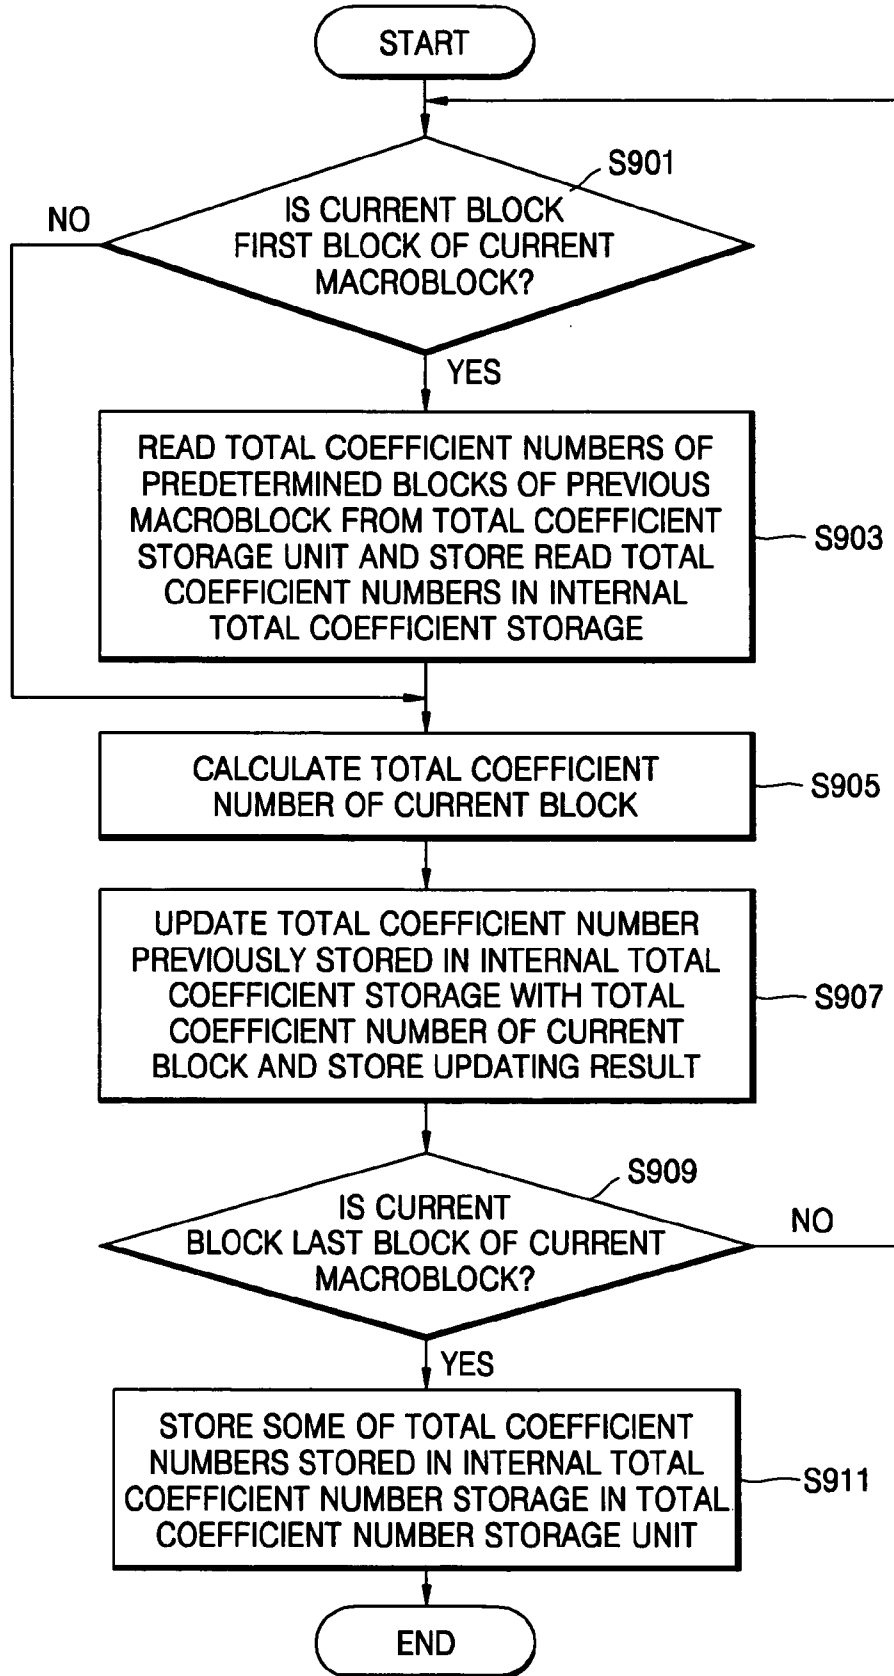 START
S901
IS CURRENT BLOCK
FIRST BLOCK OF CURRENT
MACROBLOCK?
NO
YES
READ TOTAL COEFFICIENT NUMBERS OF
PREDETERMINED BLOCKS OF PREVIOUS
MACROBLOCK FROM TOTAL COEFFICIENT
STORAGE UNIT AND STORE READ TOTAL
COEFFICIENT NUMBERS IN INTERNAL
TOTAL COEFFICIENT STORAGE
S903
CALCULATE TOTAL COEFFICIENT
NUMBER OF CURRENT BLOCK
S905
UPDATE TOTAL COEFFICIENT NUMBER
PREVIOUSLY STORED IN INTERNAL TOTAL
COEFFICIENT STORAGE WITH TOTAL
COEFFICIENT NUMBER OF CURRENT
BLOCK AND STORE UPDATING RESULT
S907
S909
IS CURRENT
BLOCK LAST BLOCK OF CURRENT
MACROBLOCK?
NO
YES
STORE SOME OF TOTAL COEFFICIENT
NUMBERS STORED IN INTERNAL TOTAL
COEFFICIENT NUMBER STORAGE IN TOTAL
COEFFICIENT NUMBER STORAGE UNIT
S911
END